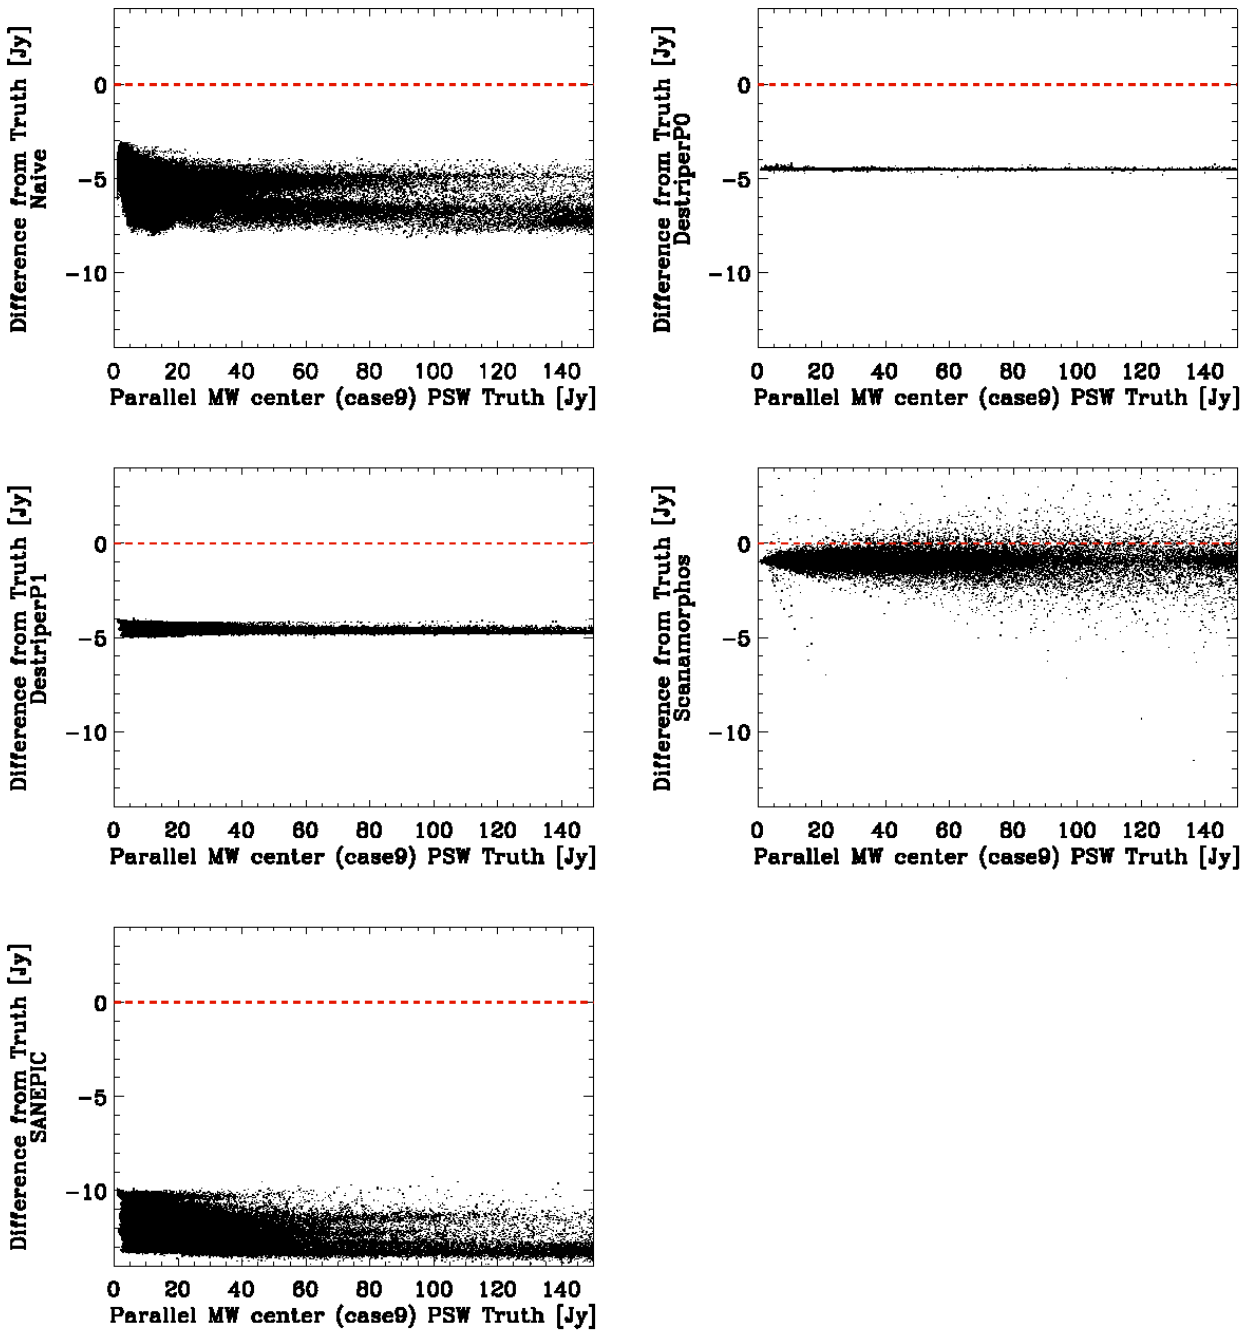 Difference from Truth [Jy]
Naive
0
−5
−10
0 20 40 60 80 100 120 140
Parallel MW center (case9) PSW Truth [Jy]
Difference from Truth [Jy]
DestriperP0
0
−5
−10
0 20 40 60 80 100 120 140
Parallel MW center (case9) PSW Truth [Jy]
Difference from Truth [Jy]
DestriperP1
0
−5
−10
0 20 40 60 80 100 120 140
Parallel MW center (case9) PSW Truth [Jy]
Difference from Truth [Jy]
Scanamorphos
0
−5
−10
0 20 40 60 80 100 120 140
Parallel MW center (case9) PSW Truth [Jy]
Difference from Truth [Jy]
SANEPIC
0
−5
−10
0 20 40 60 80 100 120 140
Parallel MW center (case9) PSW Truth [Jy]